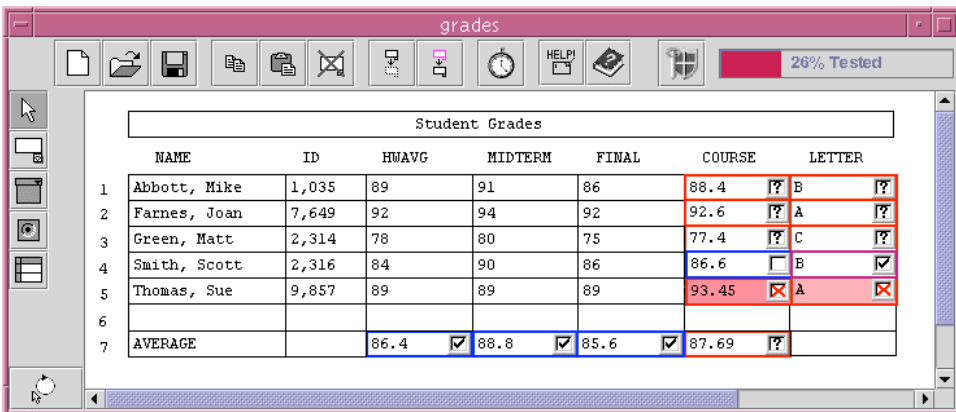 grades
HELP!
26% Tested
Student Grades
NAME ID HWAVG MIDTERM FINAL COURSE LETTER
1 Abbott, Mike 1,035 89 91 86 88.4 ? B ?
2 Farnes, Joan 7,649 92 94 92 92.6 ? A ?
3 Green, Matt 2,314 78 80 75 77.4 ? C ?
4 Smith, Scott 2,316 84 90 86 86.6 B
5 Thomas, Sue 9,857 89 89 89 93.45 A
6
7 AVERAGE 86.4 88.8 85.6 87.69 ?